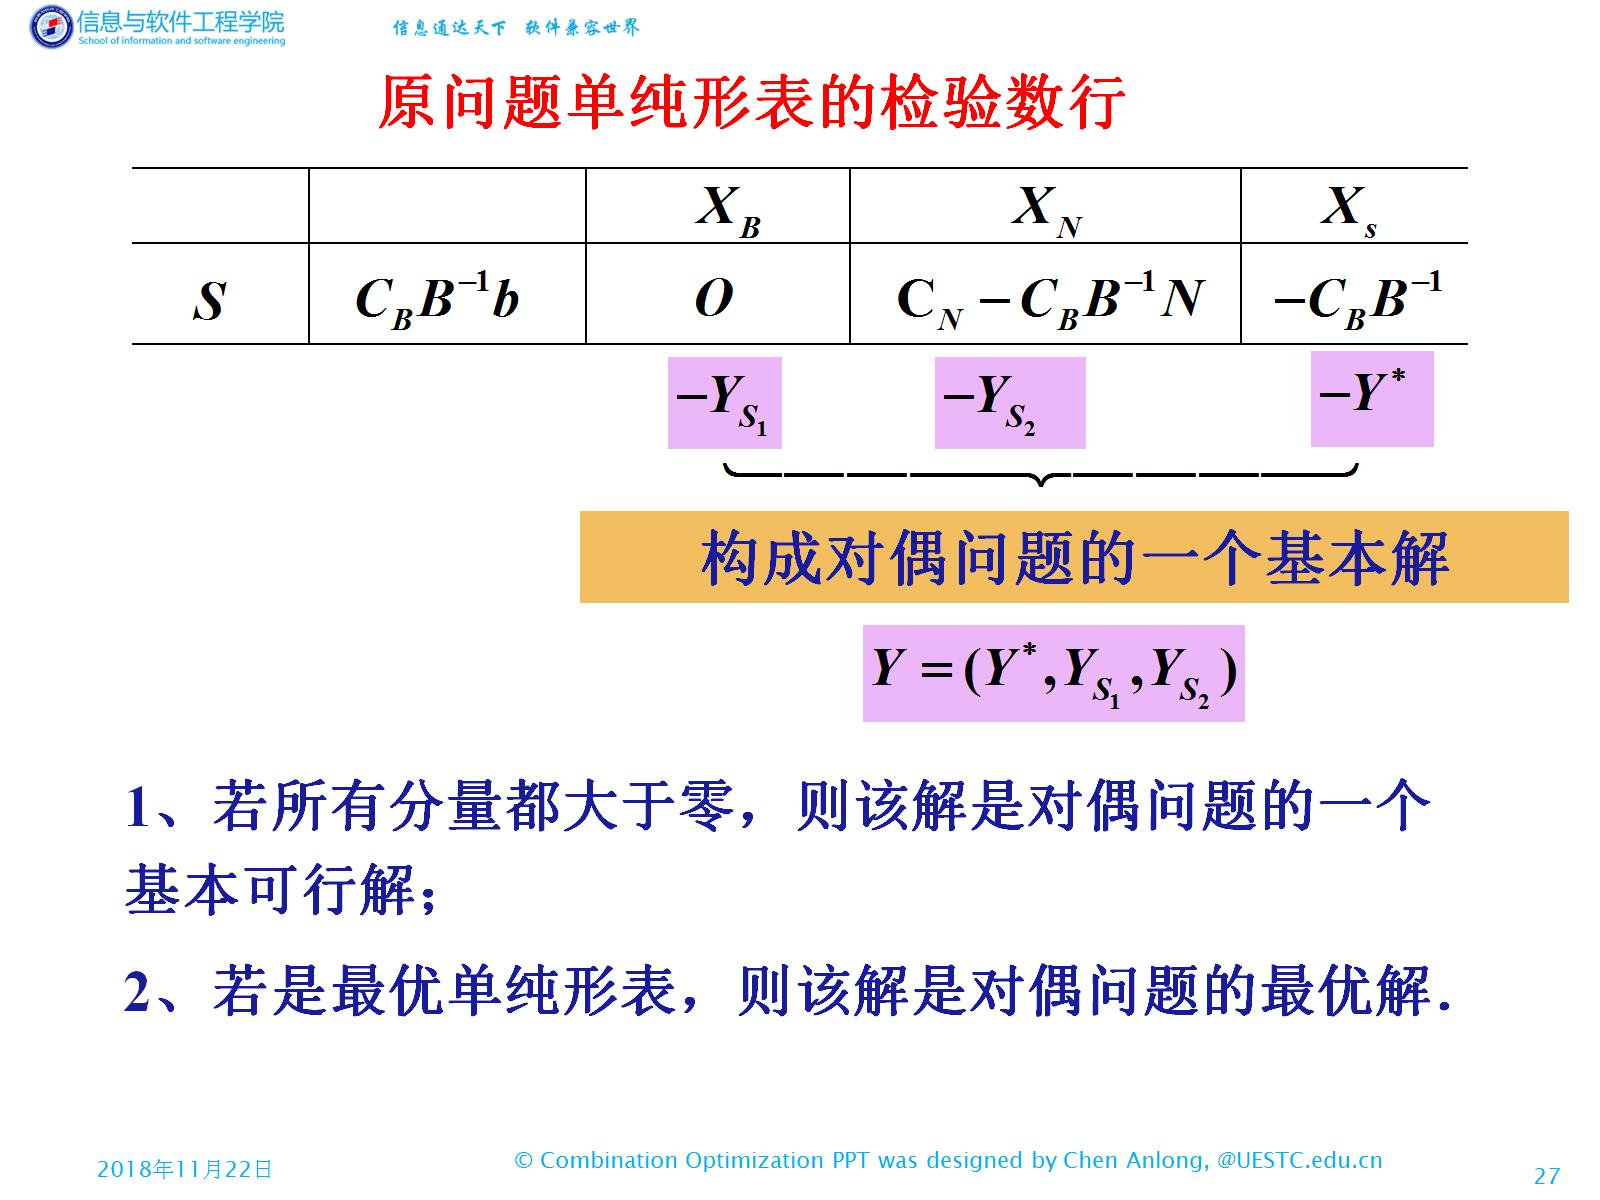 信息与软件工程学院
School of information and software engineering
信息通达天下 软件兼容世界
原问题单纯形表的检验数行
X_B X_N X_s
S C_B B^{-1} b O C_N - C_B B^{-1} N -C_B B^{-1}
-Y_{S_1} -Y_{S_2} -Y^*
构成对偶问题的一个基本解
Y = (Y^*, Y_{S_1}, Y_{S_2})
1、若所有分量都大于零，则该解是对偶问题的一个
基本可行解；
2、若是最优单纯形表，则该解是对偶问题的最优解．
2018年11月22日
© Combination Optimization PPT was designed by Chen Anlong, @UESTC.edu.cn
27